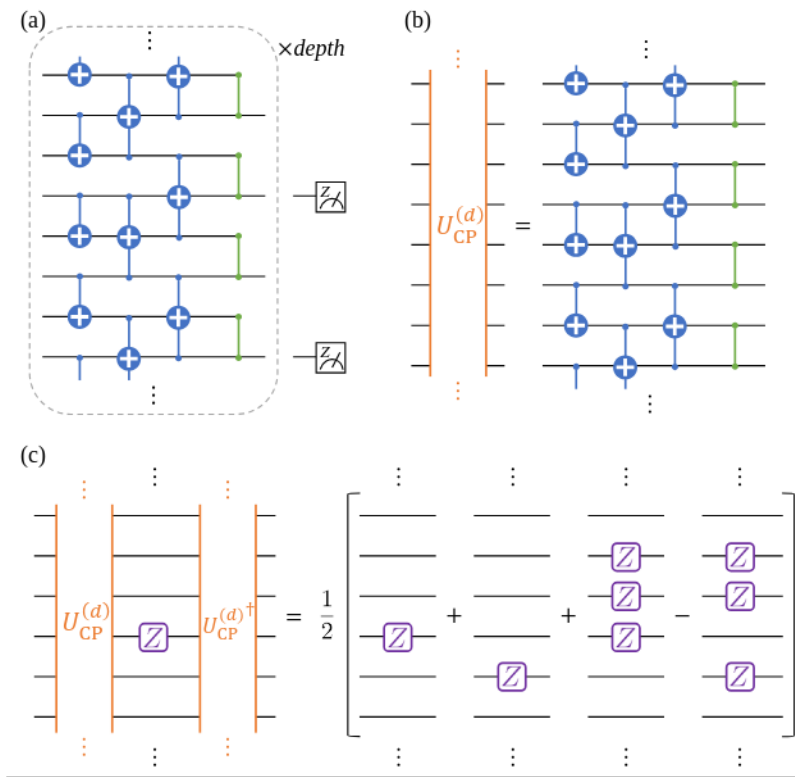 (a)
×depth
Z
Z
(b)
U_CP^(d) =
(c)
U_CP^(d) Z U_CP^(d)† = 1/2 [ Z + Z + Z Z Z − Z Z Z ]